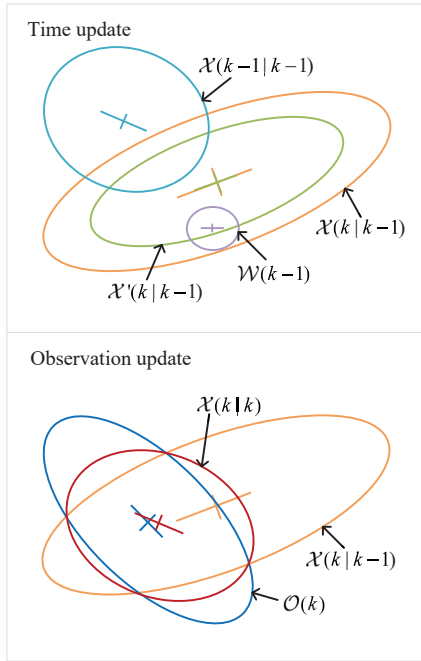 Time update
𝒳(k−1|k−1)
𝒳(k|k−1)
𝒲(k−1)
𝒳'(k|k−1)
Observation update
𝒳(k|k)
𝒳(k|k−1)
𝒪(k)